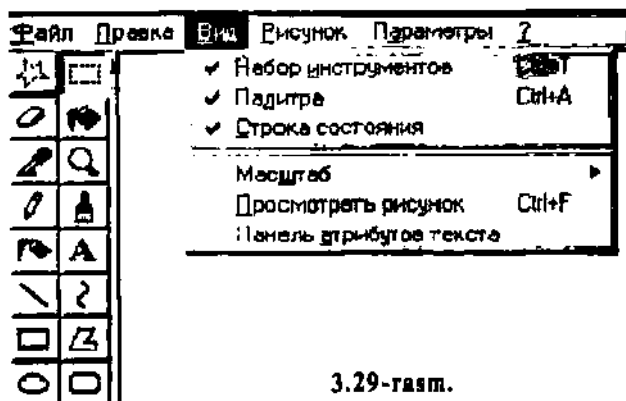 Файл Правка Вид Рисунок Параметры ?
✓ Набор инструментов
✓ Палитра Ctrl+A
✓ Строка состояния
Масштаб
Просмотреть рисунок Ctrl+F
Панель атрибутов текста
A
3.29-rasm.